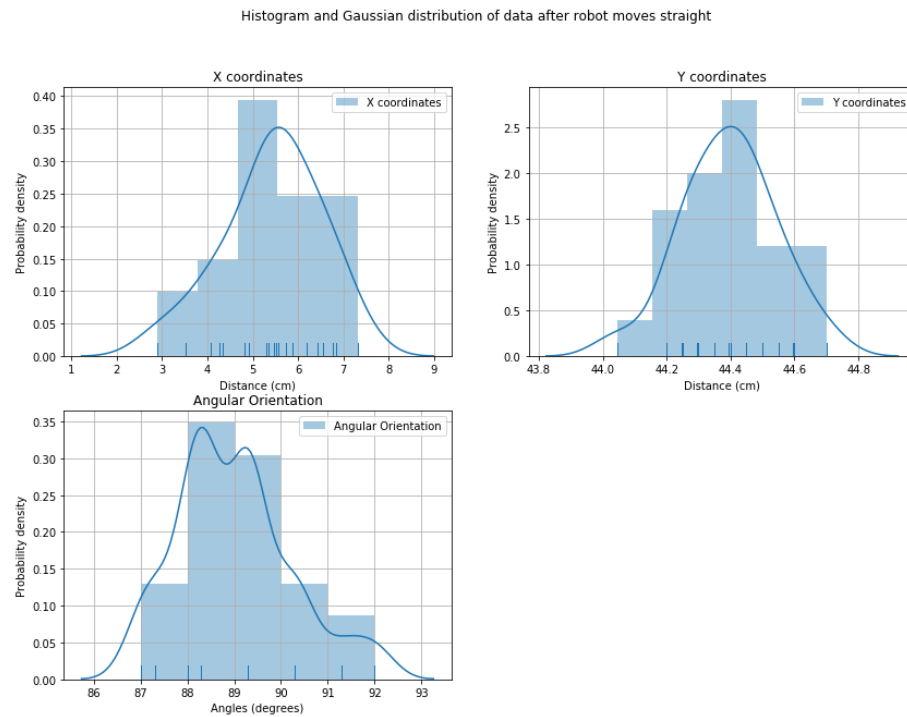 Histogram and Gaussian distribution of data after robot moves straight
X coordinates
X coordinates
Probability density
0.40
0.35
0.30
0.25
0.20
0.15
0.10
0.05
0.00
1 2 3 4 5 6 7 8 9
Distance (cm)
Y coordinates
Y coordinates
Probability density
2.5
2.0
1.5
1.0
0.5
0.0
43.8 44.0 44.2 44.4 44.6 44.8
Distance (cm)
Angular Orientation
Angular Orientation
Probability density
0.35
0.30
0.25
0.20
0.15
0.10
0.05
0.00
86 87 88 89 90 91 92 93
Angles (degrees)